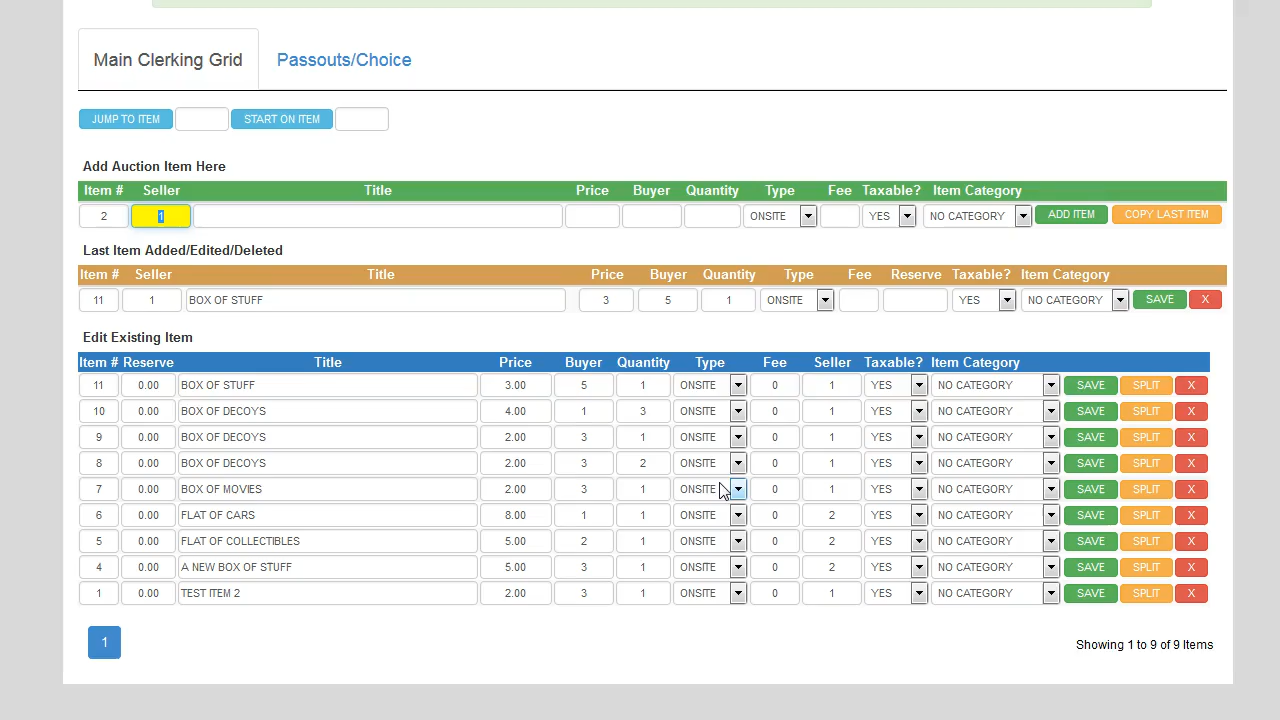 Main Clerking Grid Passouts/Choice
JUMP TO ITEM START ON ITEM
Add Auction Item Here
Item # Seller Title Price Buyer Quantity Type Fee Taxable? Item Category
2 1 ONSITE YES NO CATEGORY ADD ITEM COPY LAST ITEM
Last Item Added/Edited/Deleted
Item # Seller Title Price Buyer Quantity Type Fee Reserve Taxable? Item Category
11 1 BOX OF STUFF 3 5 1 ONSITE YES NO CATEGORY SAVE X
Edit Existing Item
Item # Reserve Title Price Buyer Quantity Type Fee Seller Taxable? Item Category
11 0.00 BOX OF STUFF 3.00 5 1 ONSITE 0 1 YES NO CATEGORY SAVE SPLIT X
10 0.00 BOX OF DECOYS 4.00 1 3 ONSITE 0 1 YES NO CATEGORY SAVE SPLIT X
9 0.00 BOX OF DECOYS 2.00 3 1 ONSITE 0 1 YES NO CATEGORY SAVE SPLIT X
8 0.00 BOX OF DECOYS 2.00 3 2 ONSITE 0 1 YES NO CATEGORY SAVE SPLIT X
7 0.00 BOX OF MOVIES 2.00 3 1 ONSITE 0 1 YES NO CATEGORY SAVE SPLIT X
6 0.00 FLAT OF CARS 8.00 1 1 ONSITE 0 2 YES NO CATEGORY SAVE SPLIT X
5 0.00 FLAT OF COLLECTIBLES 5.00 2 1 ONSITE 0 2 YES NO CATEGORY SAVE SPLIT X
4 0.00 A NEW BOX OF STUFF 5.00 3 1 ONSITE 0 2 YES NO CATEGORY SAVE SPLIT X
1 0.00 TEST ITEM 2 2.00 3 1 ONSITE 0 1 YES NO CATEGORY SAVE SPLIT X
1
Showing 1 to 9 of 9 Items